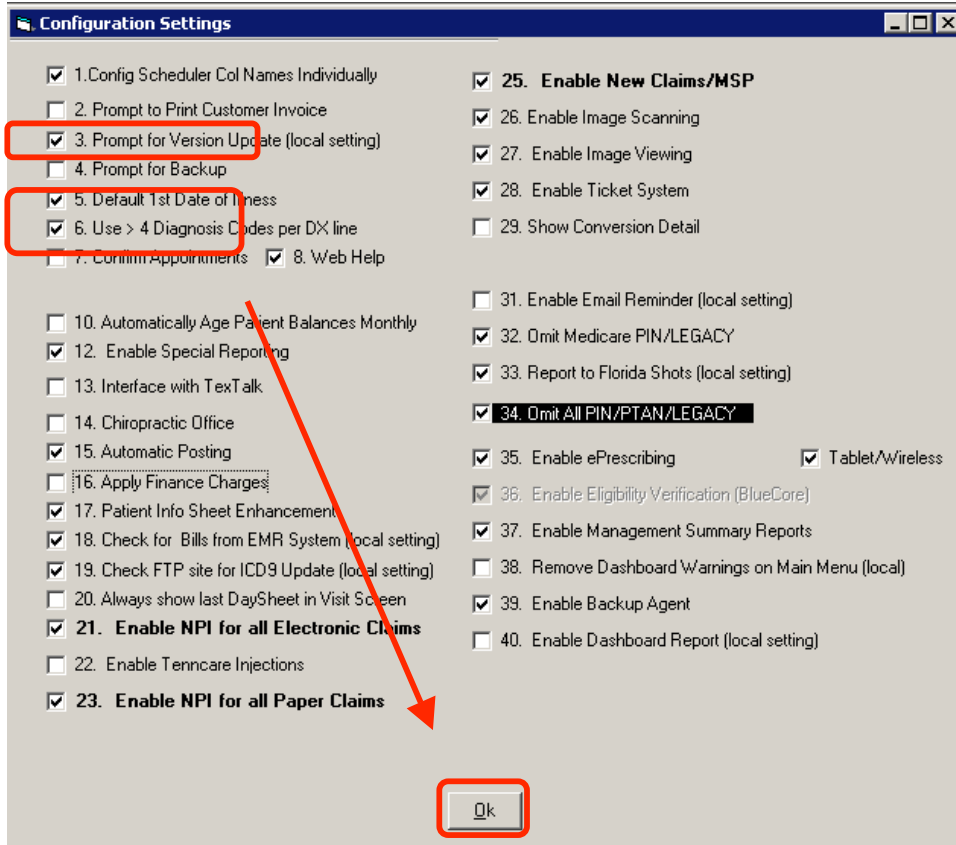 Configuration Settings
1.Config Scheduler Col Names Individually
2. Prompt to Print Customer Invoice
3. Prompt for Version Update (local setting)
4. Prompt for Backup
5. Default 1st Date of Illness
6. Use > 4 Diagnosis Codes per DX line
7. Confirm Appointments 8. Web Help
10. Automatically Age Patient Balances Monthly
12. Enable Special Reporting
13. Interface with TexTalk
14. Chiropractic Office
15. Automatic Posting
16. Apply Finance Charges
17. Patient Info Sheet Enhancement
18. Check for Bills from EMR System (local setting)
19. Check FTP site for ICD9 Update (local setting)
20. Always show last DaySheet in Visit Screen
21. Enable NPI for all Electronic Claims
22. Enable Tenncare Injections
23. Enable NPI for all Paper Claims
25. Enable New Claims/MSP
26. Enable Image Scanning
27. Enable Image Viewing
28. Enable Ticket System
29. Show Conversion Detail
31. Enable Email Reminder (local setting)
32. Omit Medicare PIN/LEGACY
33. Report to Florida Shots (local setting)
34. Omit All PIN/PTAN/LEGACY
35. Enable ePrescribing Tablet/Wireless
36. Enable Eligibility Verification (BlueCore)
37. Enable Management Summary Reports
38. Remove Dashboard Warnings on Main Menu (local)
39. Enable Backup Agent
40. Enable Dashboard Report (local setting)
Ok